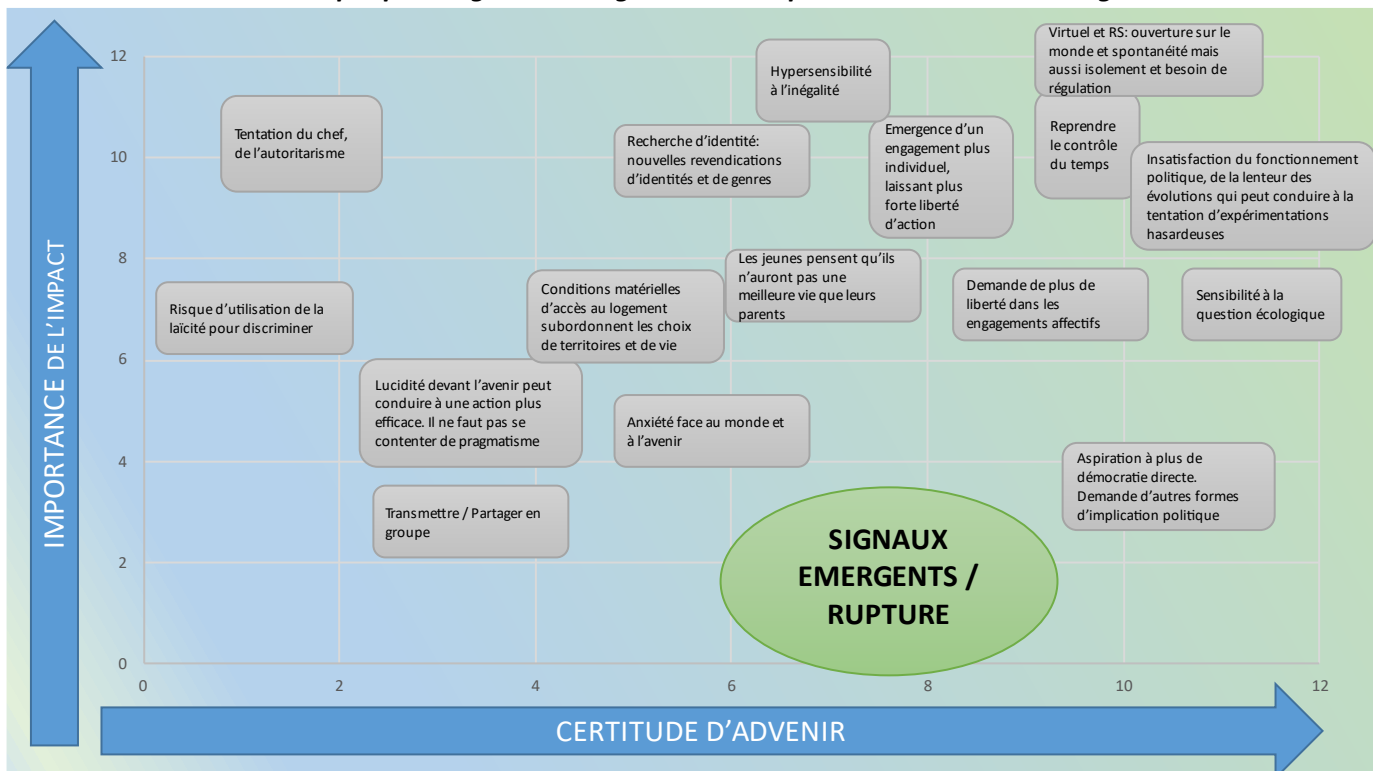 12
10
8
6
4
2
0
0
2
4
6
8
10
12
IMPORTANCE DE L’IMPACT
CERTITUDE D’ADVENIR
Virtuel et RS: ouverture sur le
monde et spontanéité mais
aussi isolement et besoin de
régulation
Hypersensibilité
à l’inégalité
Tentation du chef,
de l’autoritarisme
Recherche d’identité:
nouvelles revendications
d’identités et de genres
Emergence d’un
engagement plus
individuel,
laissant plus
forte liberté
d’action
Reprendre
le contrôle
du temps
Insatisfaction du fonctionnement
politique, de la lenteur des
évolutions qui peut conduire à la
tentation d’expérimentations
hasardeuses
Risque d’utilisation de la
laïcité pour discriminer
Conditions matérielles
d’accès au logement
subordonnent les choix
de territoires et de vie
Les jeunes pensent qu’ils
n’auront pas une
meilleure vie que leurs
parents
Demande de plus de
liberté dans les
engagements affectifs
Sensibilité à la
question écologique
Lucidité devant l’avenir peut
conduire à une action plus
efficace. Il ne faut pas se
contenter de pragmatisme
Anxiété face au monde et
à l’avenir
Aspiration à plus de
démocratie directe.
Demande d’autres formes
d’implication politique
Transmettre / Partager en
groupe
SIGNAUX
EMERGENTS /
RUPTURE